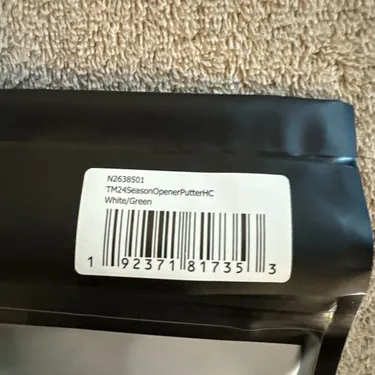 N2638501
TM24SeasonOpenerPutterHC
White/Green
1 92371 81735 3